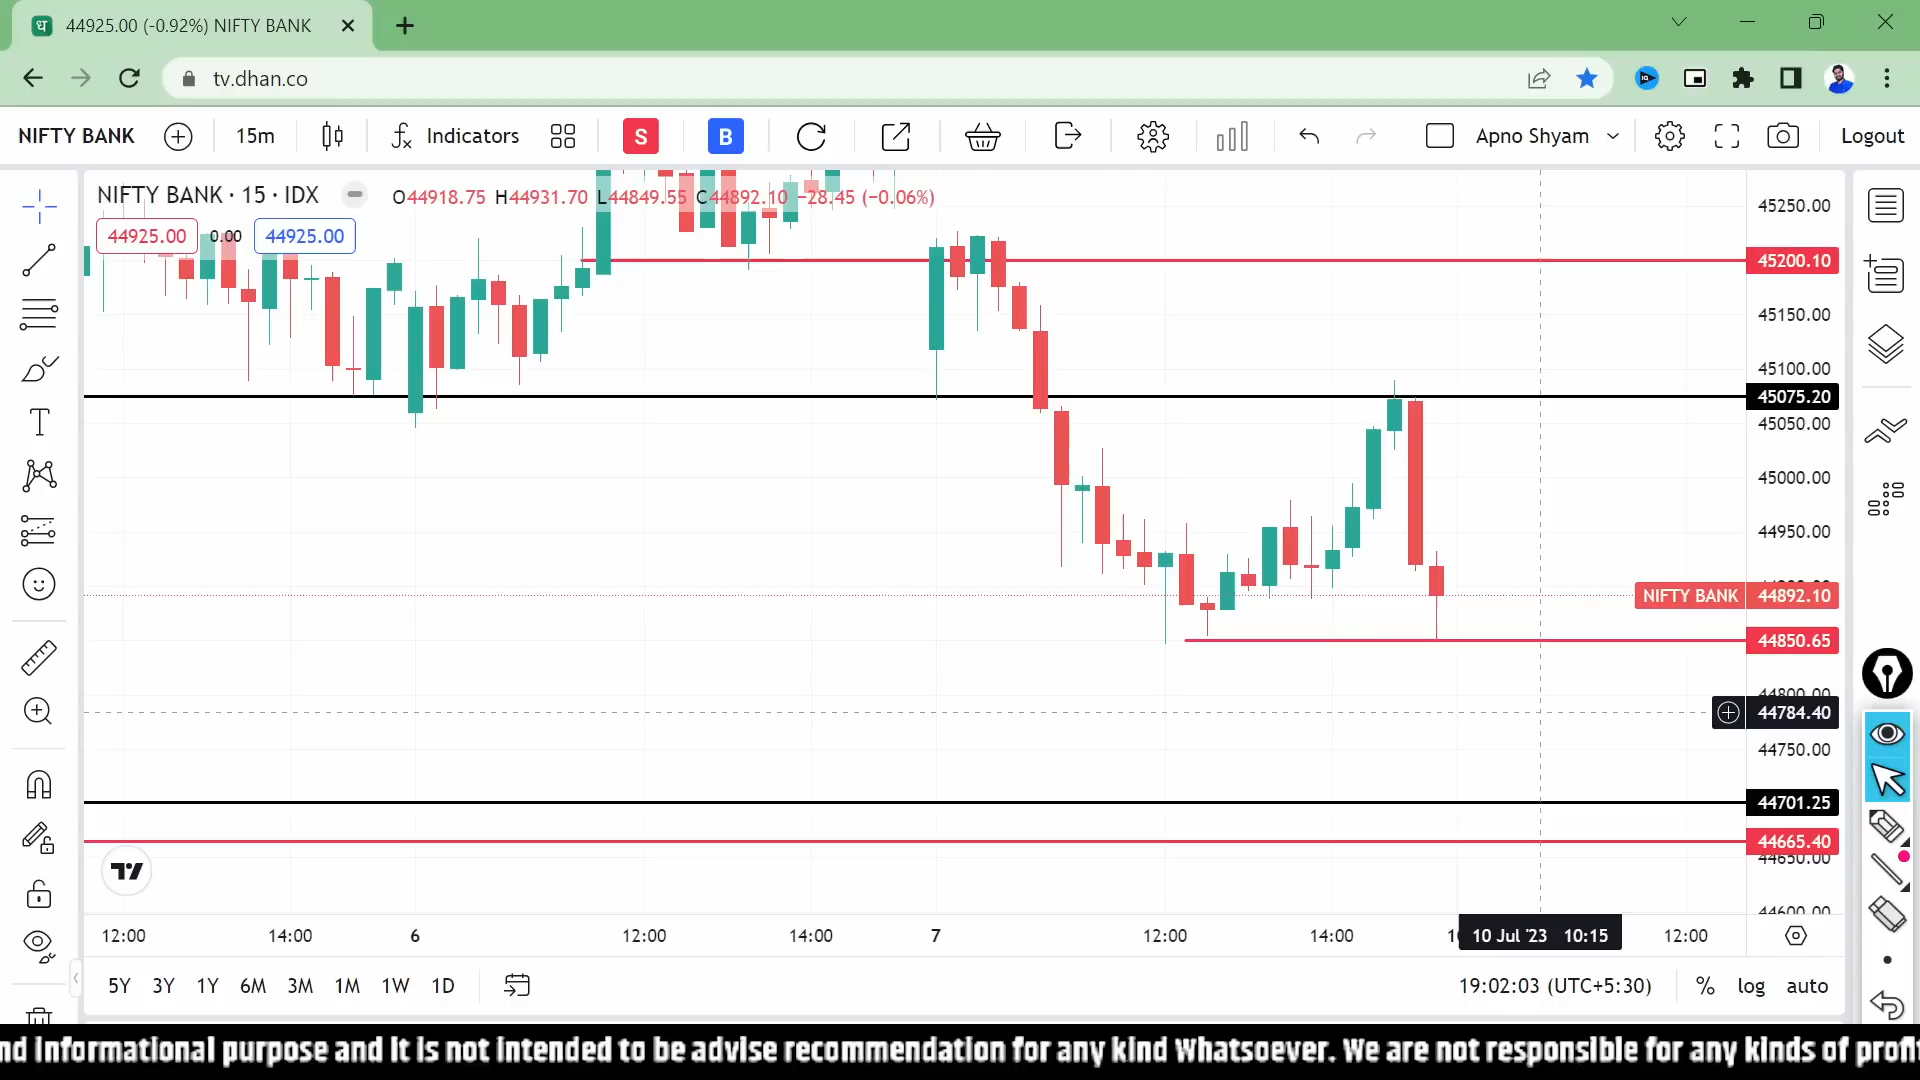 44925.00 (-0.92%) NIFTY BANK
tv.dhan.co
NIFTY BANK 15m Indicators S B Apno Shyam Logout
NIFTY BANK · 15 · IDX O44918.75 H44931.70 L44849.55 C44892.10 −28.45 (−0.06%)
44925.00 0.00 44925.00
45250.00
45200.10
45150.00
45100.00
45075.20
45050.00
45000.00
44950.00
NIFTY BANK 44892.10
44850.65
44800.00
44784.40
44750.00
44701.25
44665.40
44650.00
44600.00
12:00 14:00 6 12:00 14:00 7 12:00 14:00 10 Jul '23 10:15 12:00
5Y 3Y 1Y 6M 3M 1M 1W 1D 19:02:03 (UTC+5:30) % log auto
nd informational purpose and it is not intended to be advise recommendation for any kind Whatsoever. We are not responsible for any kinds of profi